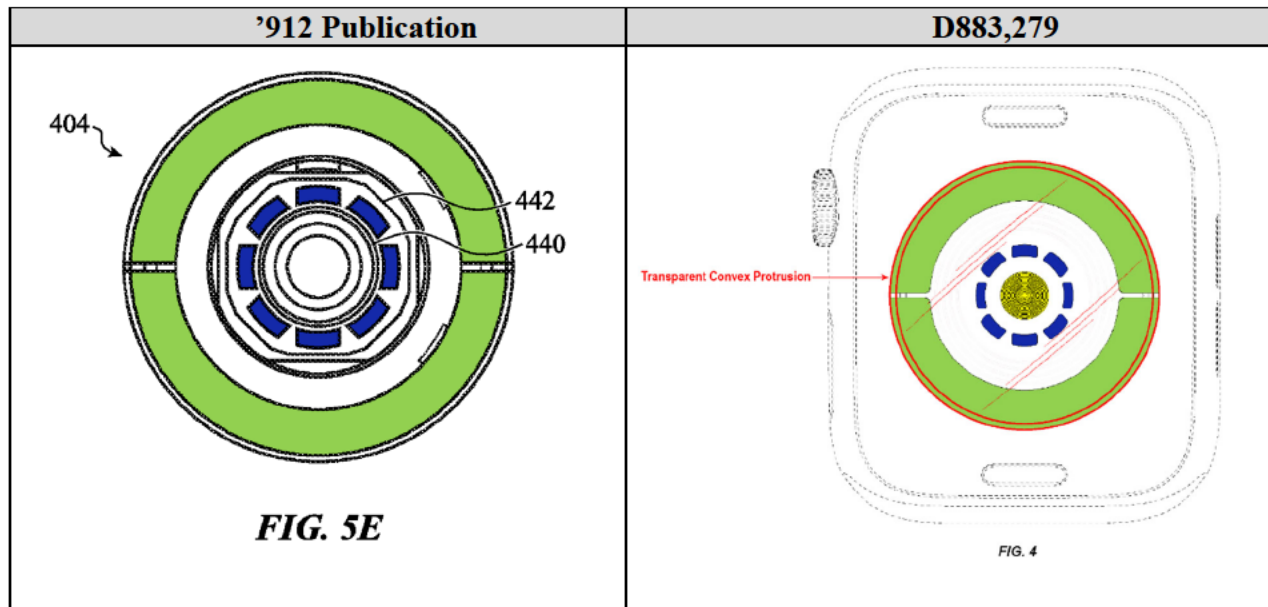 ’912 Publication
D883,279
404
442
440
Transparent Convex Protrusion
FIG. 5E
FIG. 4